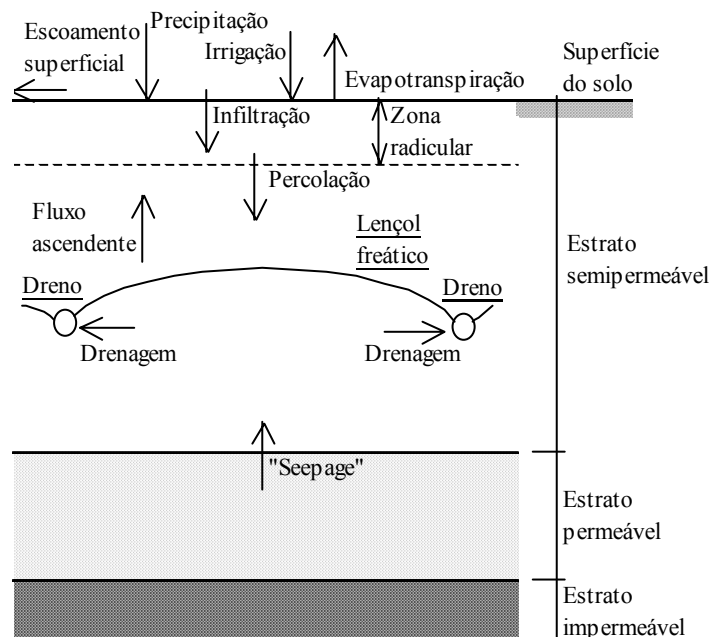 Escoamento
superficial
Precipitação
Irrigação
Evapotranspiração
Superfície
do solo
Infiltração
Zona
radicular
Percolação
Fluxo
ascendente
Lençol
freático
Estrato
semipermeável
Dreno
Dreno
Drenagem
Drenagem
"Seepage"
Estrato
permeável
Estrato
impermeável